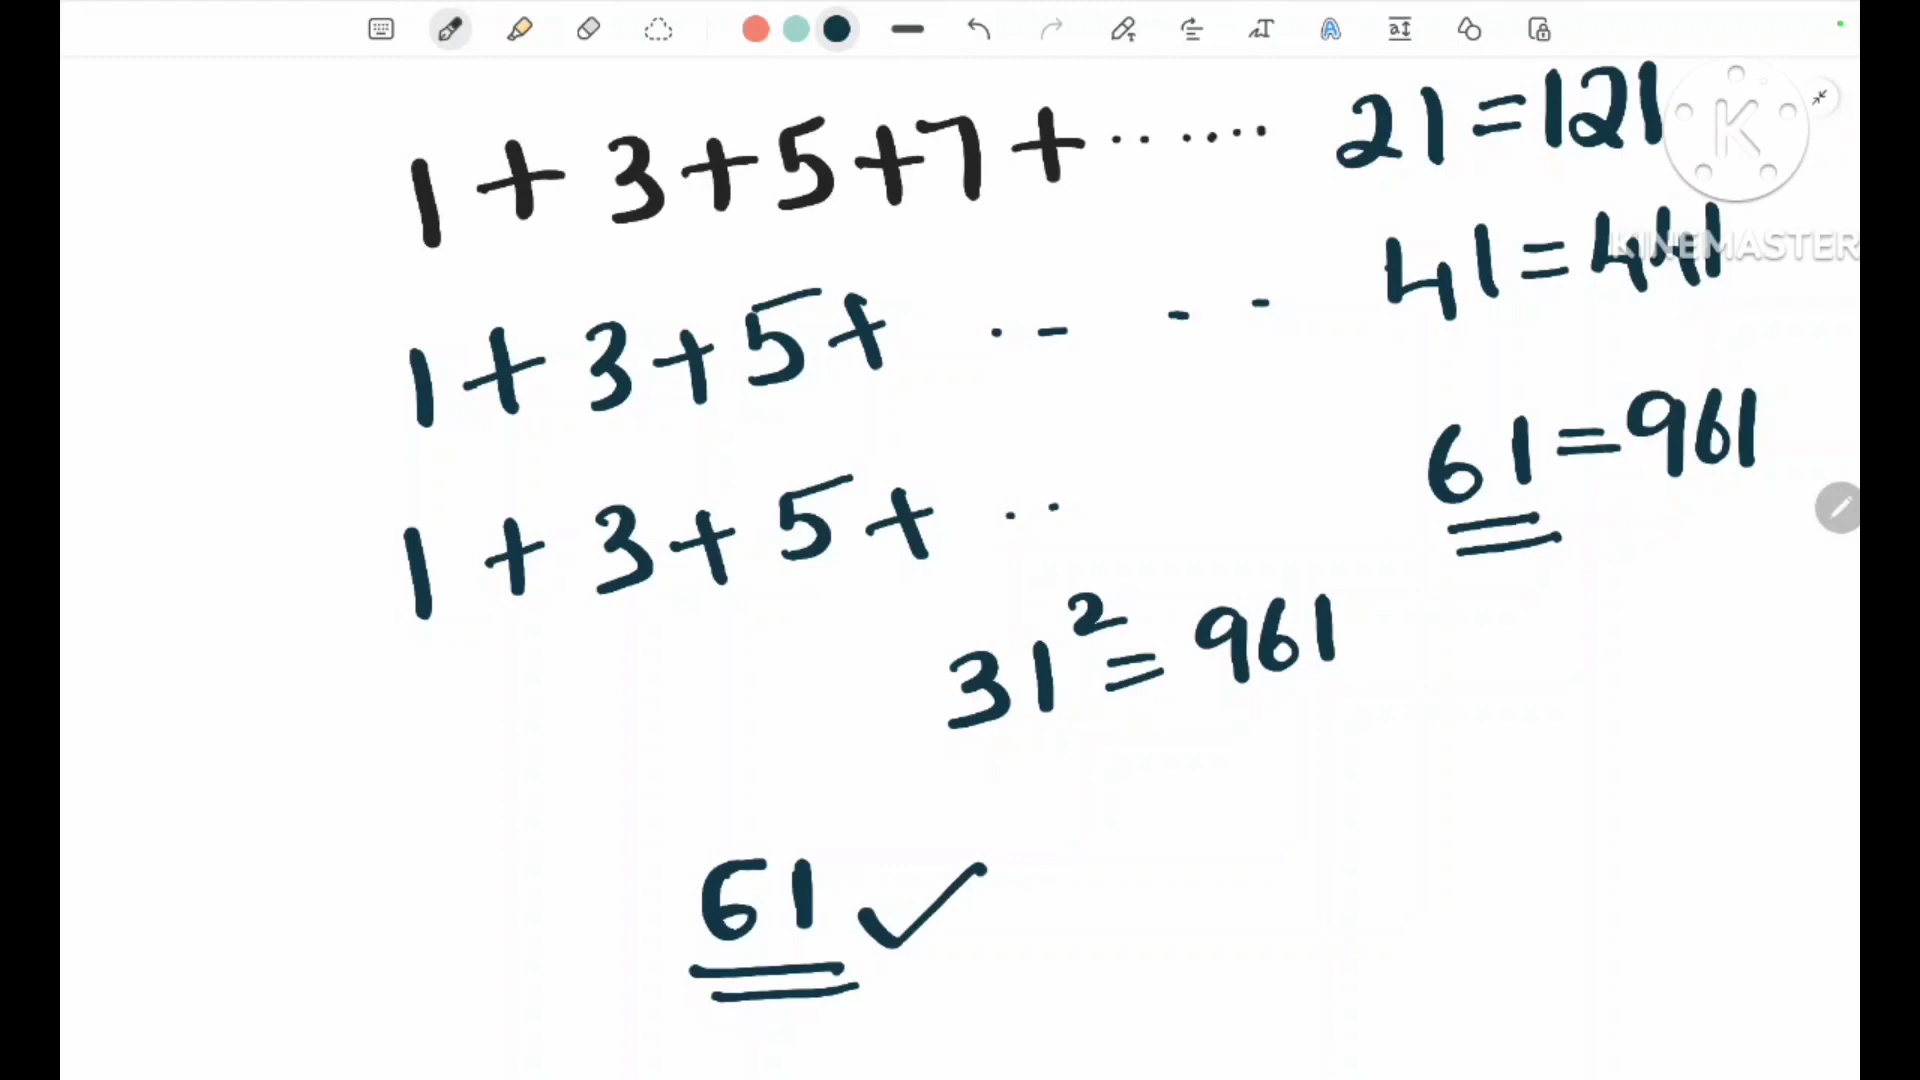 1 + 3 + 5 + 7 + ....... 21 = 121
1 + 3 + 5 + .. - - - 41 = 441
1 + 3 + 5 + .. 61 = 961
31² = 961
61 ✓
K
KINEMASTER